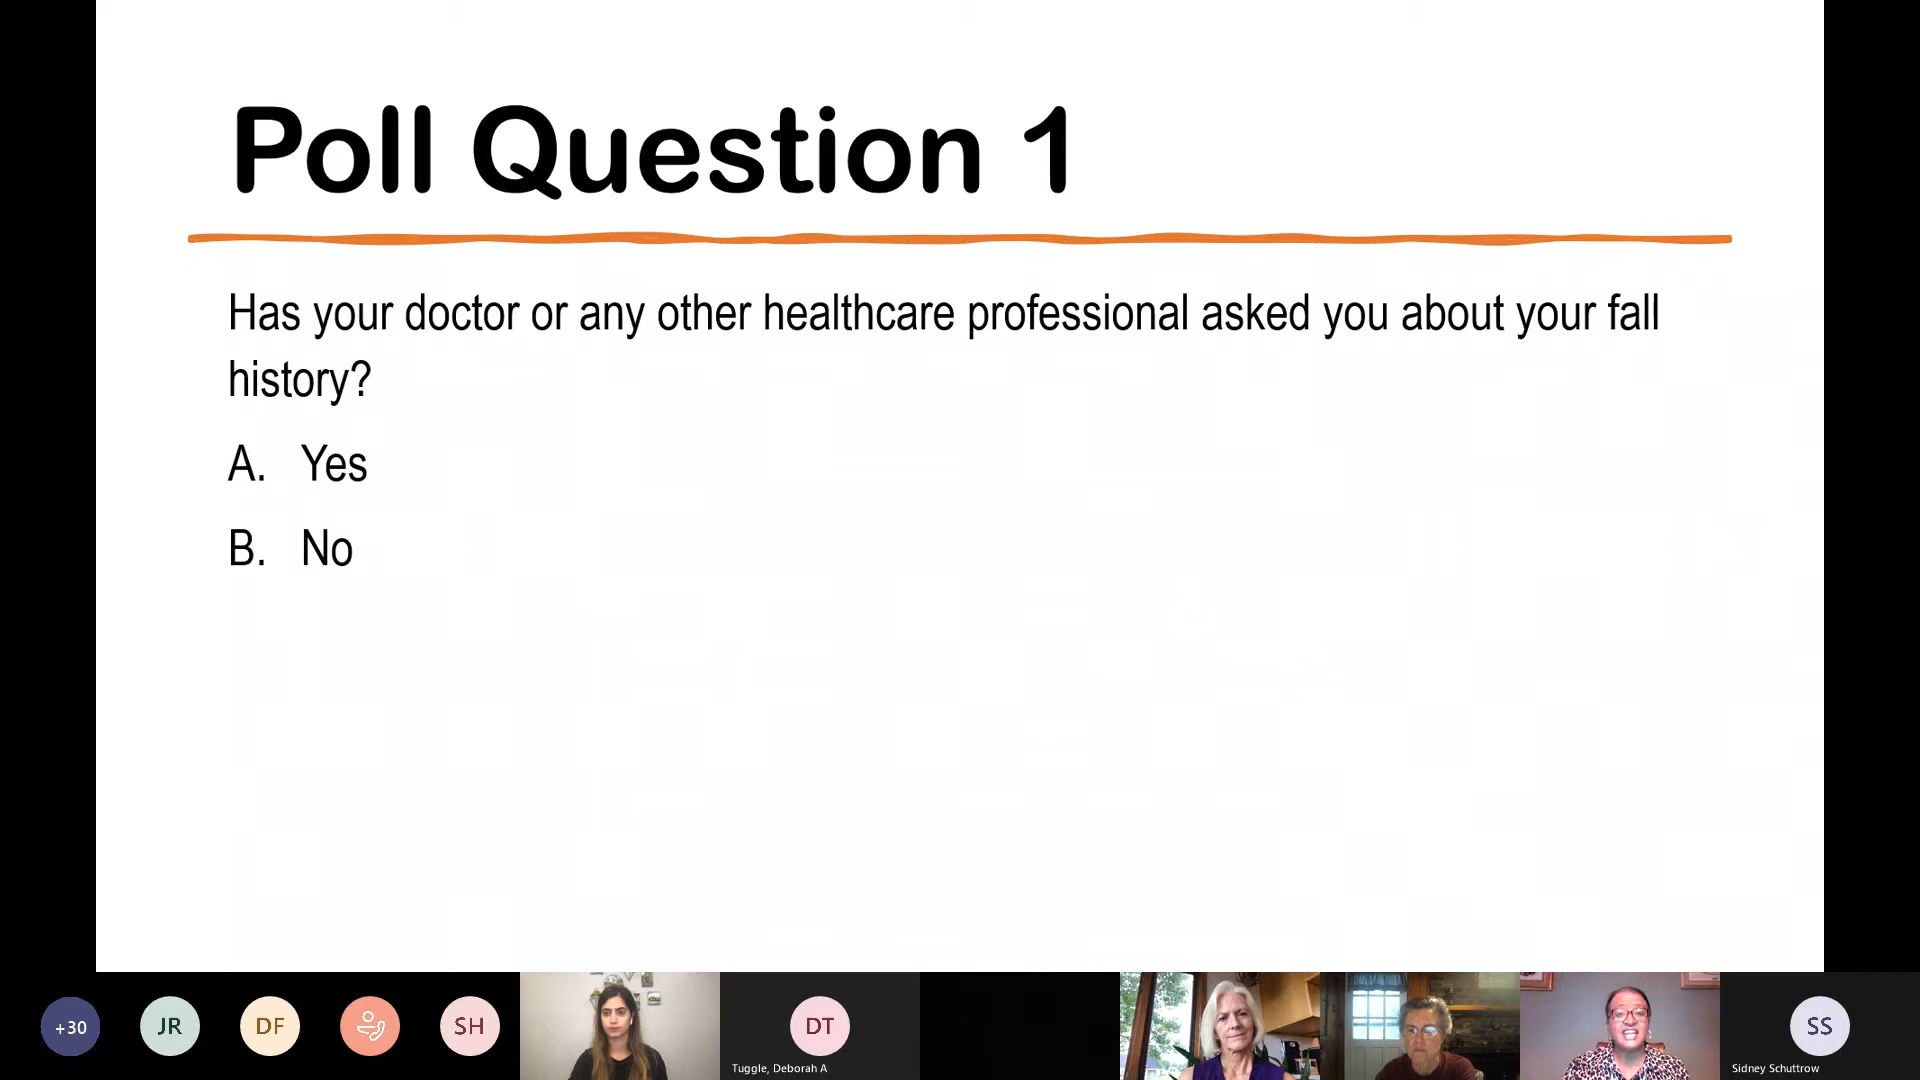 Poll Question 1
Has your doctor or any other healthcare professional asked you about your fall
history?
A. Yes
B. No
+30
JR
DF
SH
DT
SS
Tuggle, Deborah A
Sidney Schuttrow